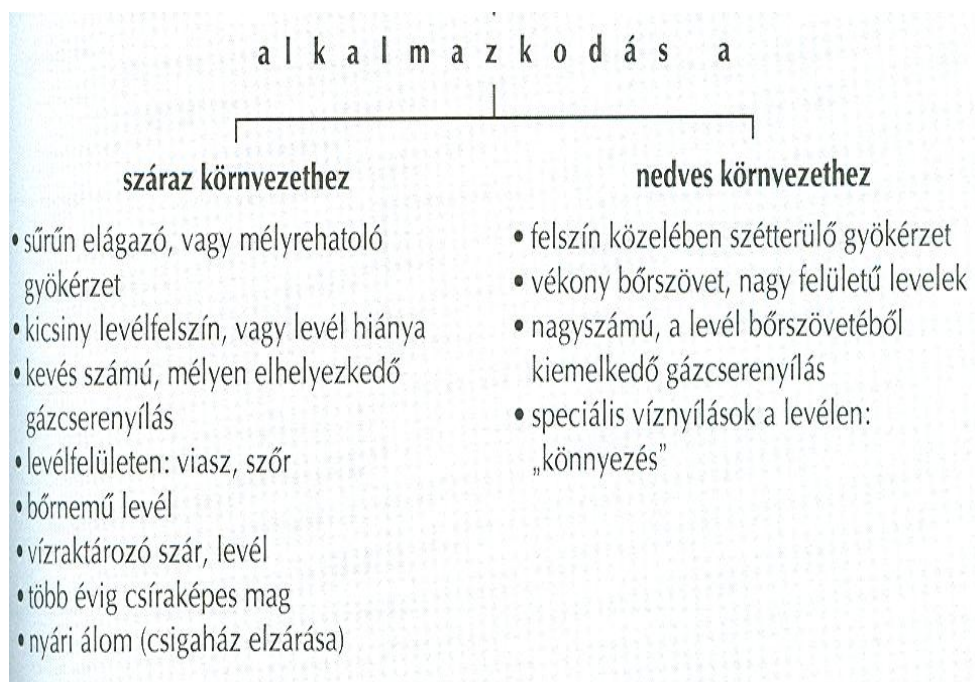 alkalmazkodás a
száraz környezethez
• sűrűn elágazó, vagy mélyrehatoló
gyökérzet
• kicsiny levélfelszín, vagy levél hiánya
• kevés számú, mélyen elhelyezkedő
gázcserenyílás
• levélfelületen: viasz, szőr
• bőrnemű levél
• vízraktározó szár, levél
• több évig csíraképes mag
• nyári álom (csigaház elzárása)
nedves környezethez
• felszín közelében szétterülő gyökérzet
• vékony bőrszövet, nagy felületű levelek
• nagyszámú, a levél bőrszövetéből
kiemelkedő gázcserenyílás
• speciális víznyílások a levélen:
„könnyezés”